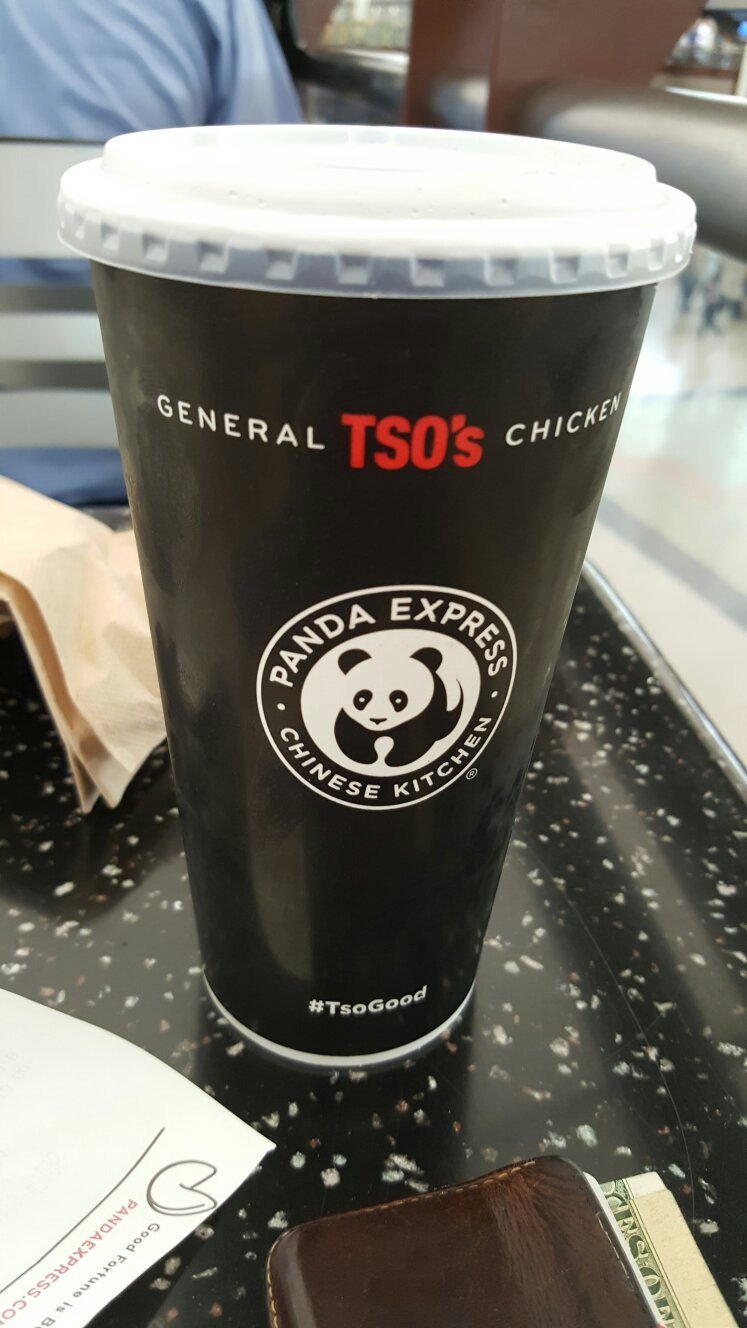 GENERAL TSO's CHICKEN
PANDA EXPRESS
CHINESE KITCHEN
®
#TsoGood
Good Fortune is
PANDAEXPRESS.CO